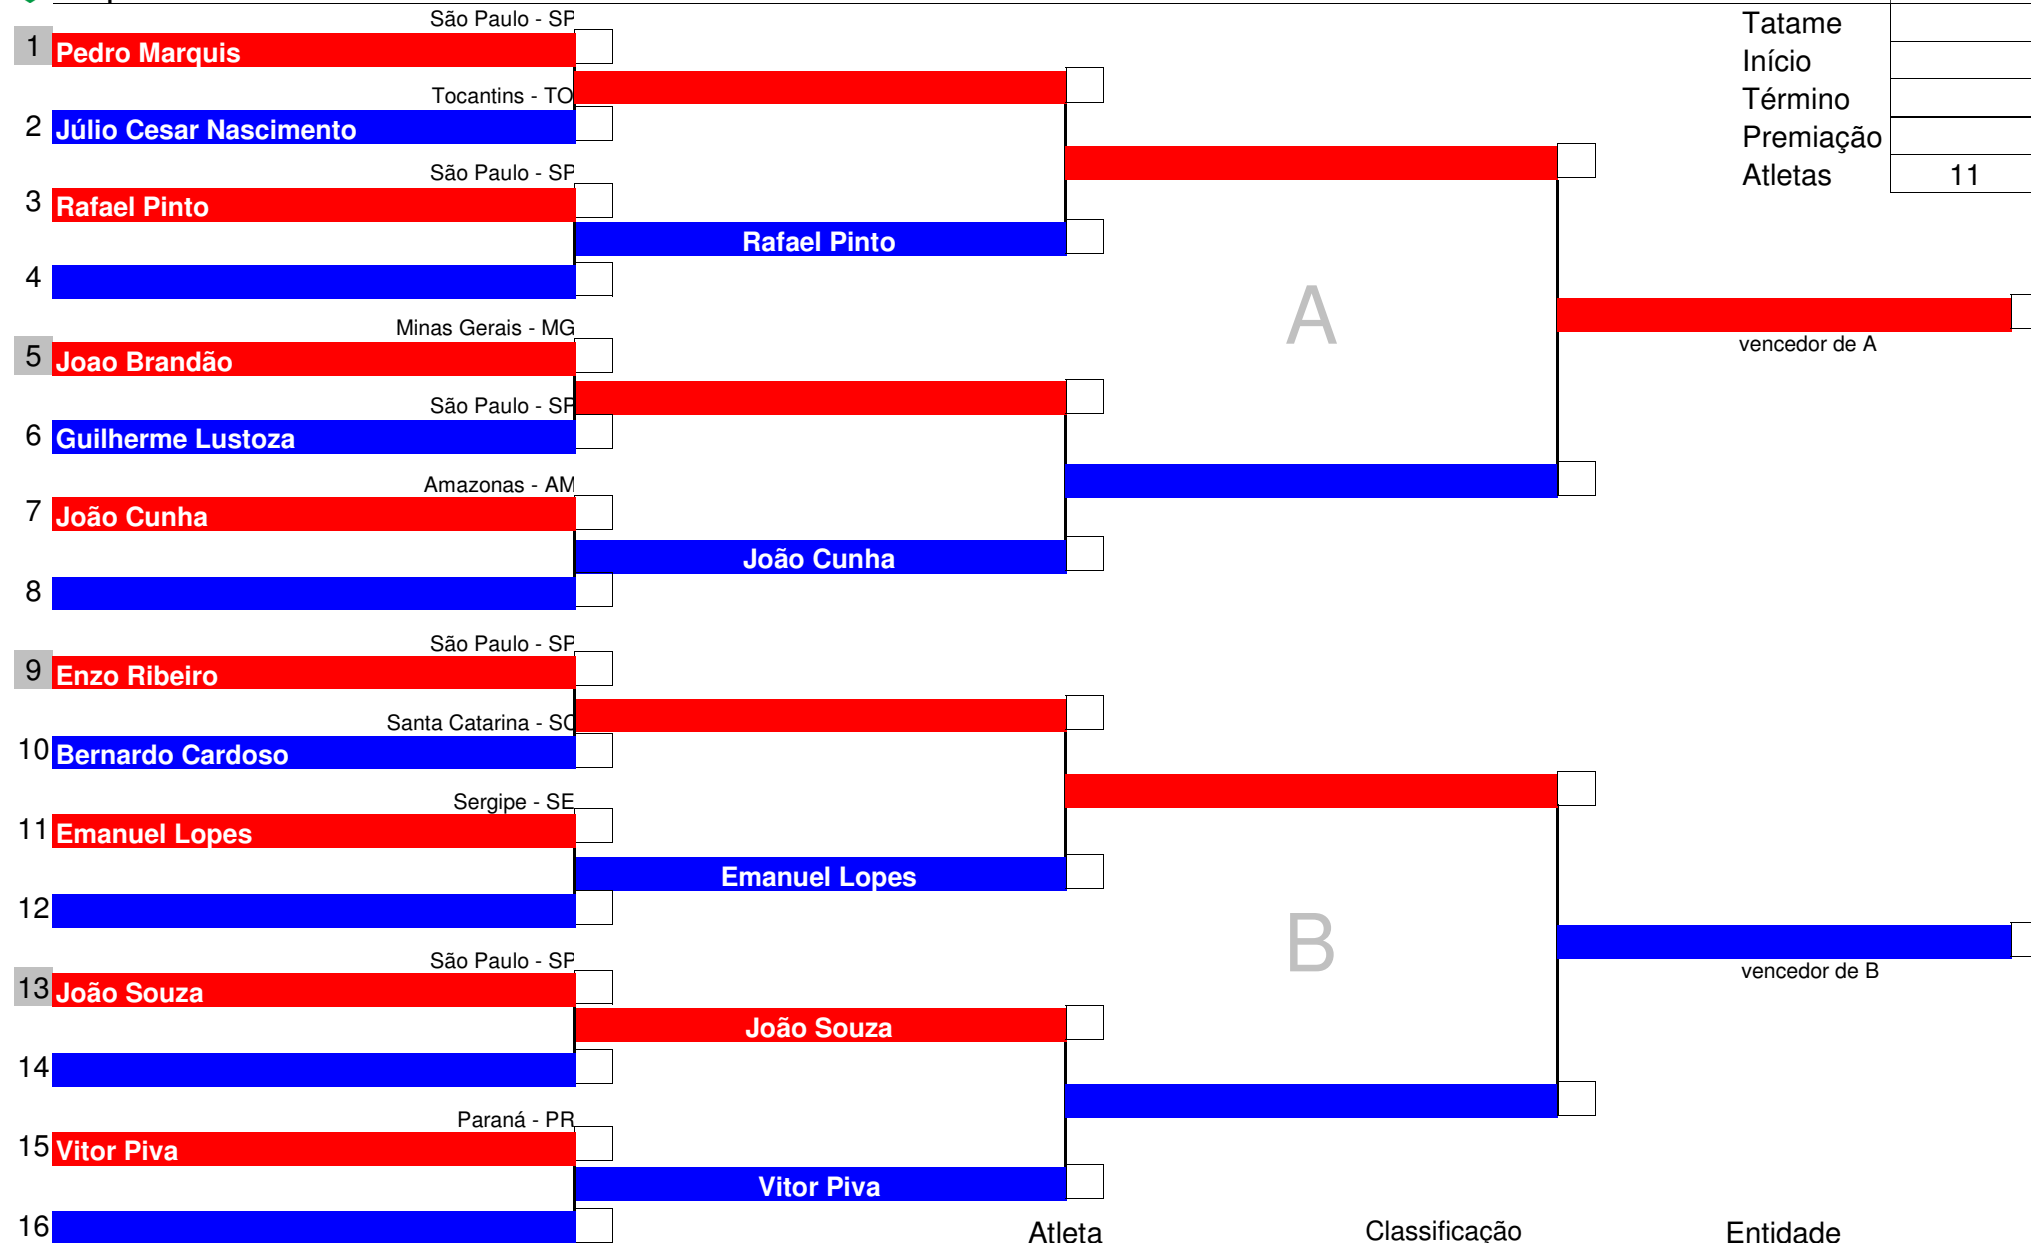 São Paulo - SP
1 Pedro Marquis
Tocantins - TO
2 Júlio Cesar Nascimento
São Paulo - SP
3 Rafael Pinto
Rafael Pinto
4
Minas Gerais - MG
5 Joao Brandão
São Paulo - SP
6 Guilherme Lustoza
Amazonas - AM
7 João Cunha
João Cunha
8
São Paulo - SP
9 Enzo Ribeiro
Santa Catarina - SC
10 Bernardo Cardoso
Sergipe - SE
11 Emanuel Lopes
Emanuel Lopes
12
São Paulo - SP
13 João Souza
João Souza
14
Paraná - PR
15 Vitor Piva
Vitor Piva
16
A
B
vencedor de A
vencedor de B
Tatame
Início
Término
Premiação
Atletas 11
Atleta Classificação Entidade